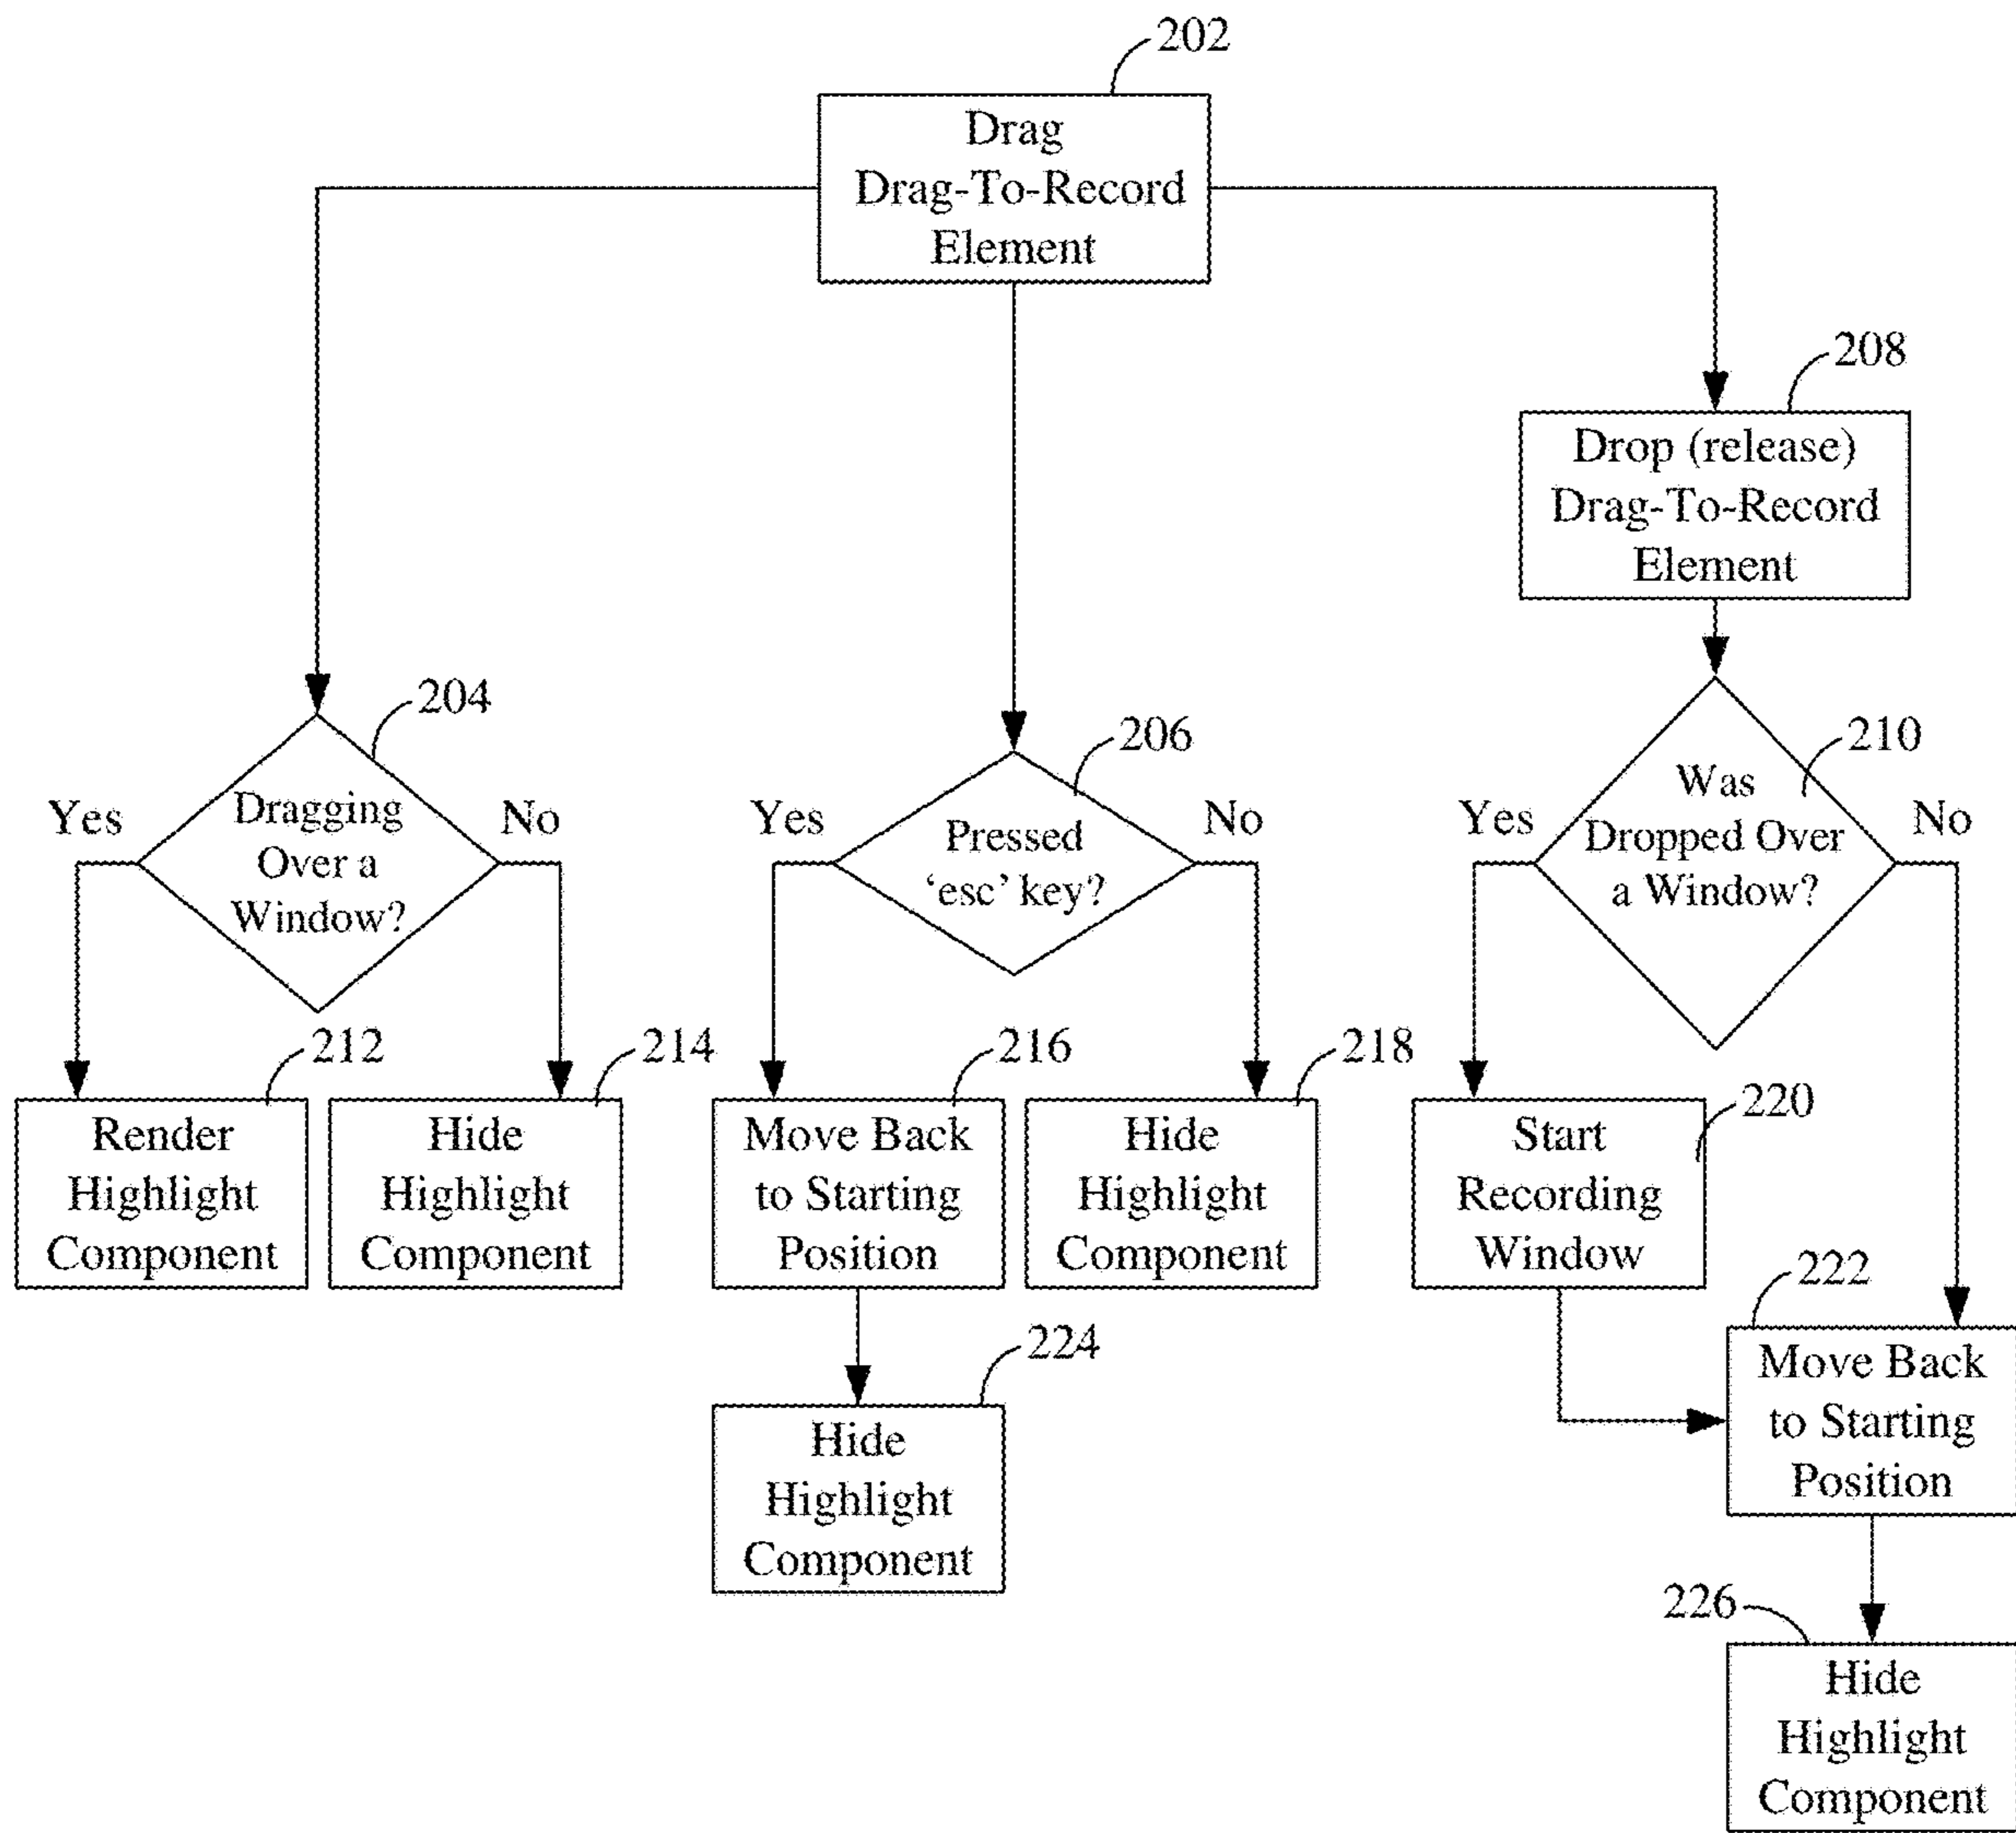 202
Drag
Drag-To-Record
Element
208
Drop (release)
Drag-To-Record
Element
204
Yes
Dragging
Over a
Window?
No
206
Yes
Pressed
‘esc’ key?
No
210
Yes
Was
Dropped Over
a Window?
No
212
Render
Highlight
Component
214
Hide
Highlight
Component
216
Move Back
to Starting
Position
218
Hide
Highlight
Component
220
Start
Recording
Window
222
Move Back
to Starting
Position
224
Hide
Highlight
Component
226
Hide
Highlight
Component